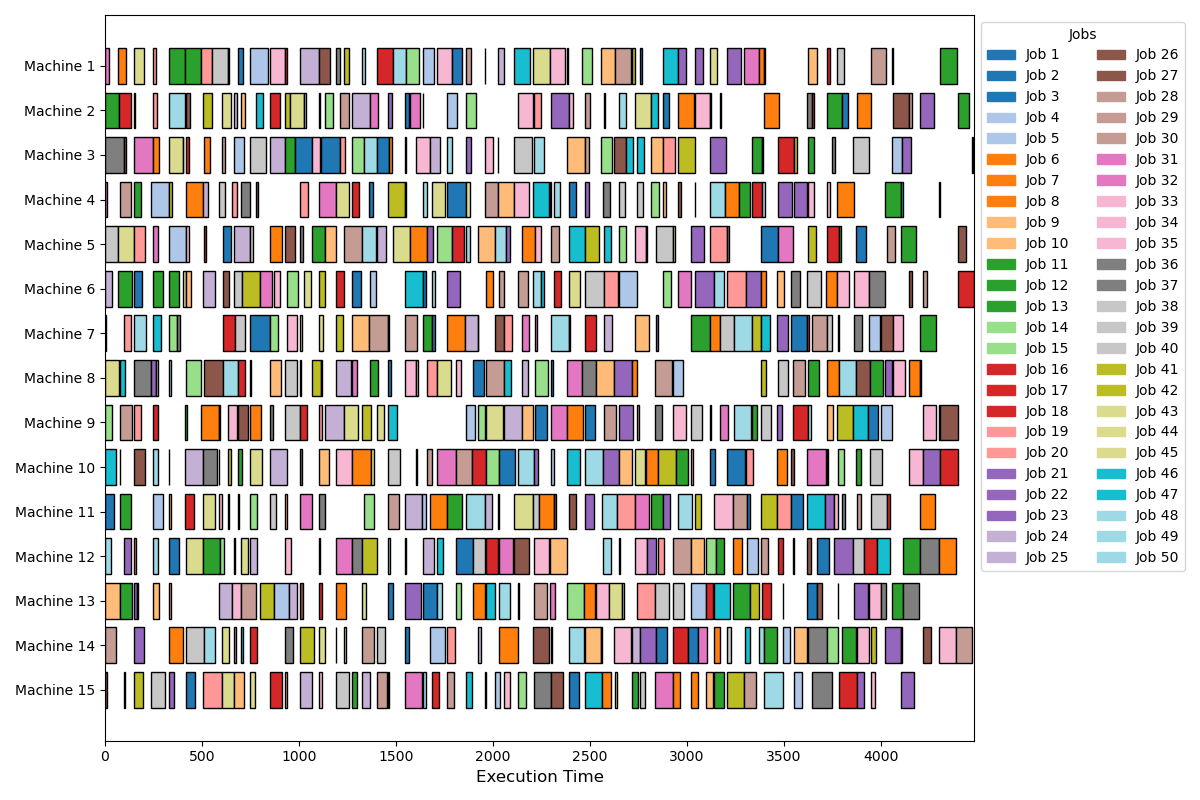 Machine 1
Machine 2
Machine 3
Machine 4
Machine 5
Machine 6
Machine 7
Machine 8
Machine 9
Machine 10
Machine 11
Machine 12
Machine 13
Machine 14
Machine 15
0 500 1000 1500 2000 2500 3000 3500 4000
Execution Time
Jobs
Job 1
Job 2
Job 3
Job 4
Job 5
Job 6
Job 7
Job 8
Job 9
Job 10
Job 11
Job 12
Job 13
Job 14
Job 15
Job 16
Job 17
Job 18
Job 19
Job 20
Job 21
Job 22
Job 23
Job 24
Job 25
Job 26
Job 27
Job 28
Job 29
Job 30
Job 31
Job 32
Job 33
Job 34
Job 35
Job 36
Job 37
Job 38
Job 39
Job 40
Job 41
Job 42
Job 43
Job 44
Job 45
Job 46
Job 47
Job 48
Job 49
Job 50